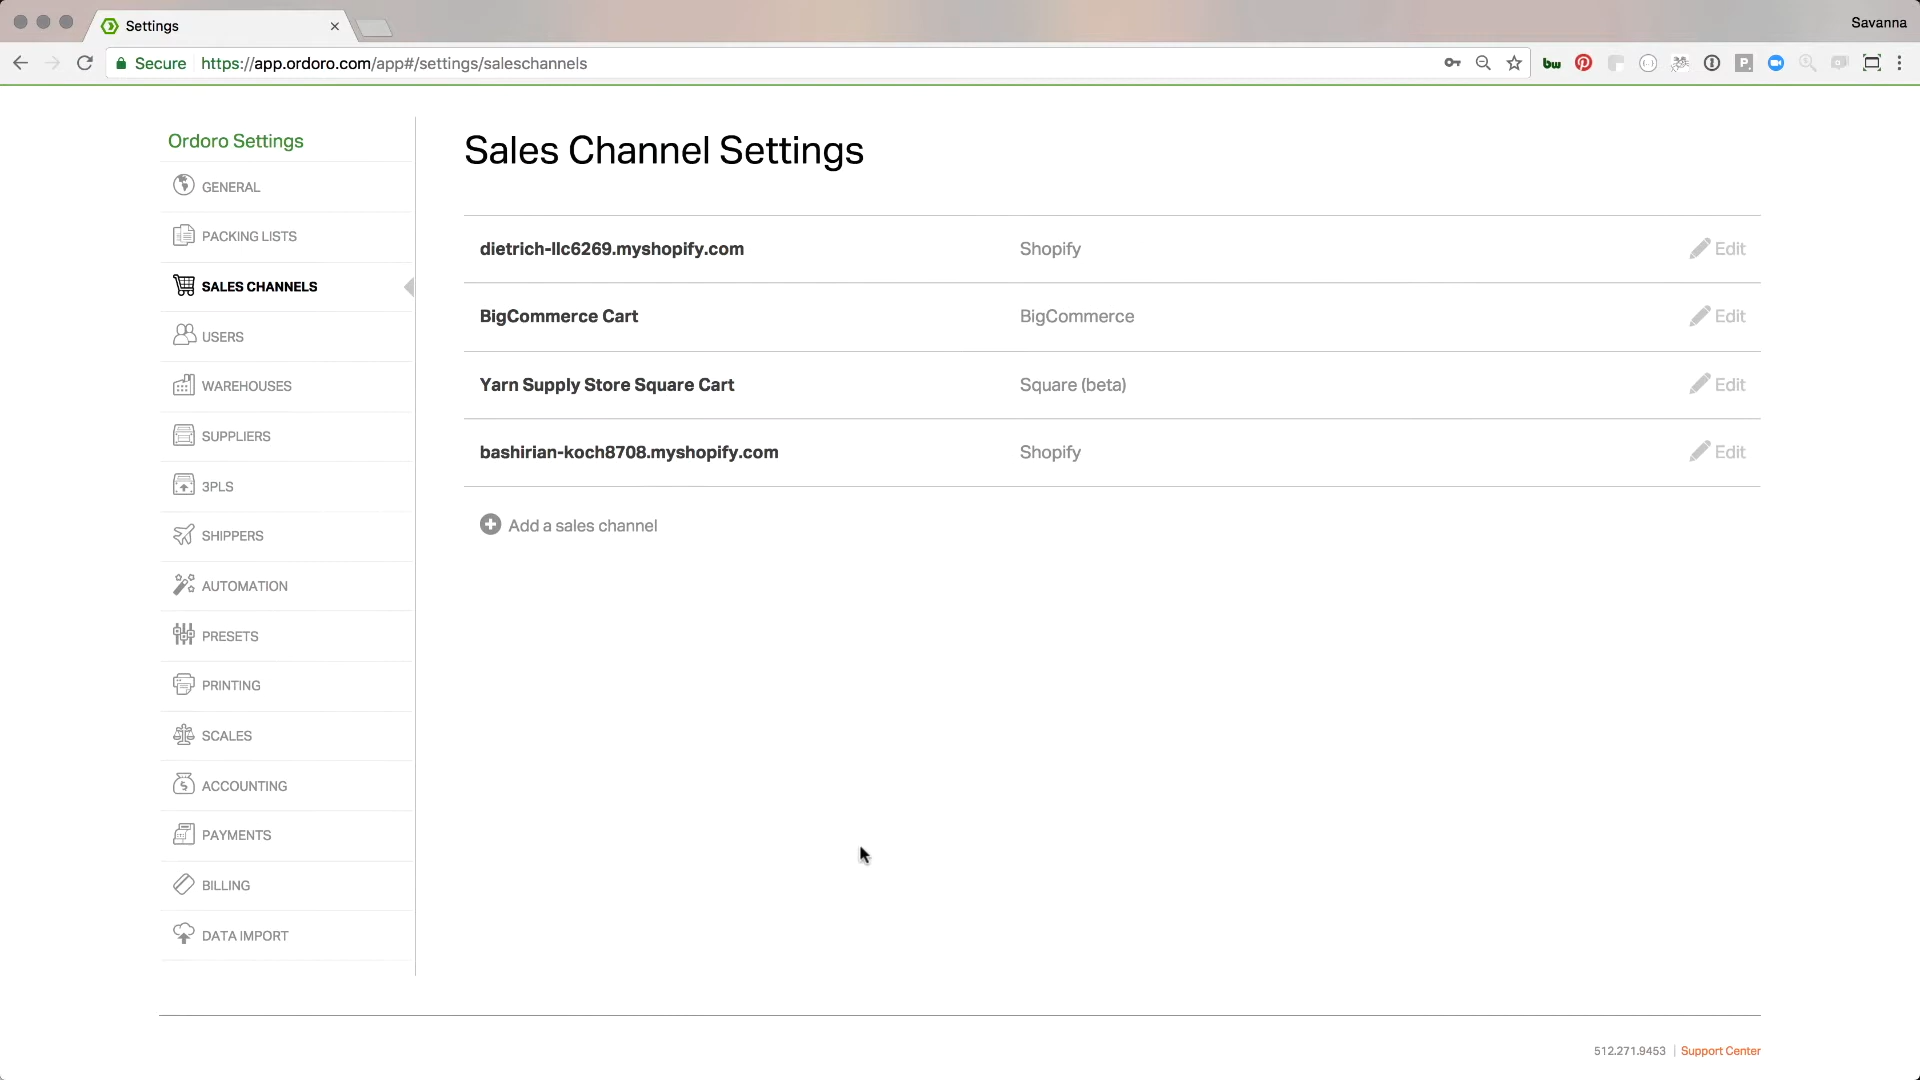 Settings
Savanna
Secure https://app.ordoro.com/app#/settings/saleschannels
bw
P.
Ordoro Settings
GENERAL
PACKING LISTS
SALES CHANNELS
USERS
WAREHOUSES
SUPPLIERS
3PLS
SHIPPERS
AUTOMATION
PRESETS
PRINTING
SCALES
ACCOUNTING
PAYMENTS
BILLING
DATA IMPORT
Sales Channel Settings
dietrich-llc6269.myshopify.com Shopify Edit
BigCommerce Cart BigCommerce Edit
Yarn Supply Store Square Cart Square (beta) Edit
bashirian-koch8708.myshopify.com Shopify Edit
Add a sales channel
512.271.9453 | Support Center